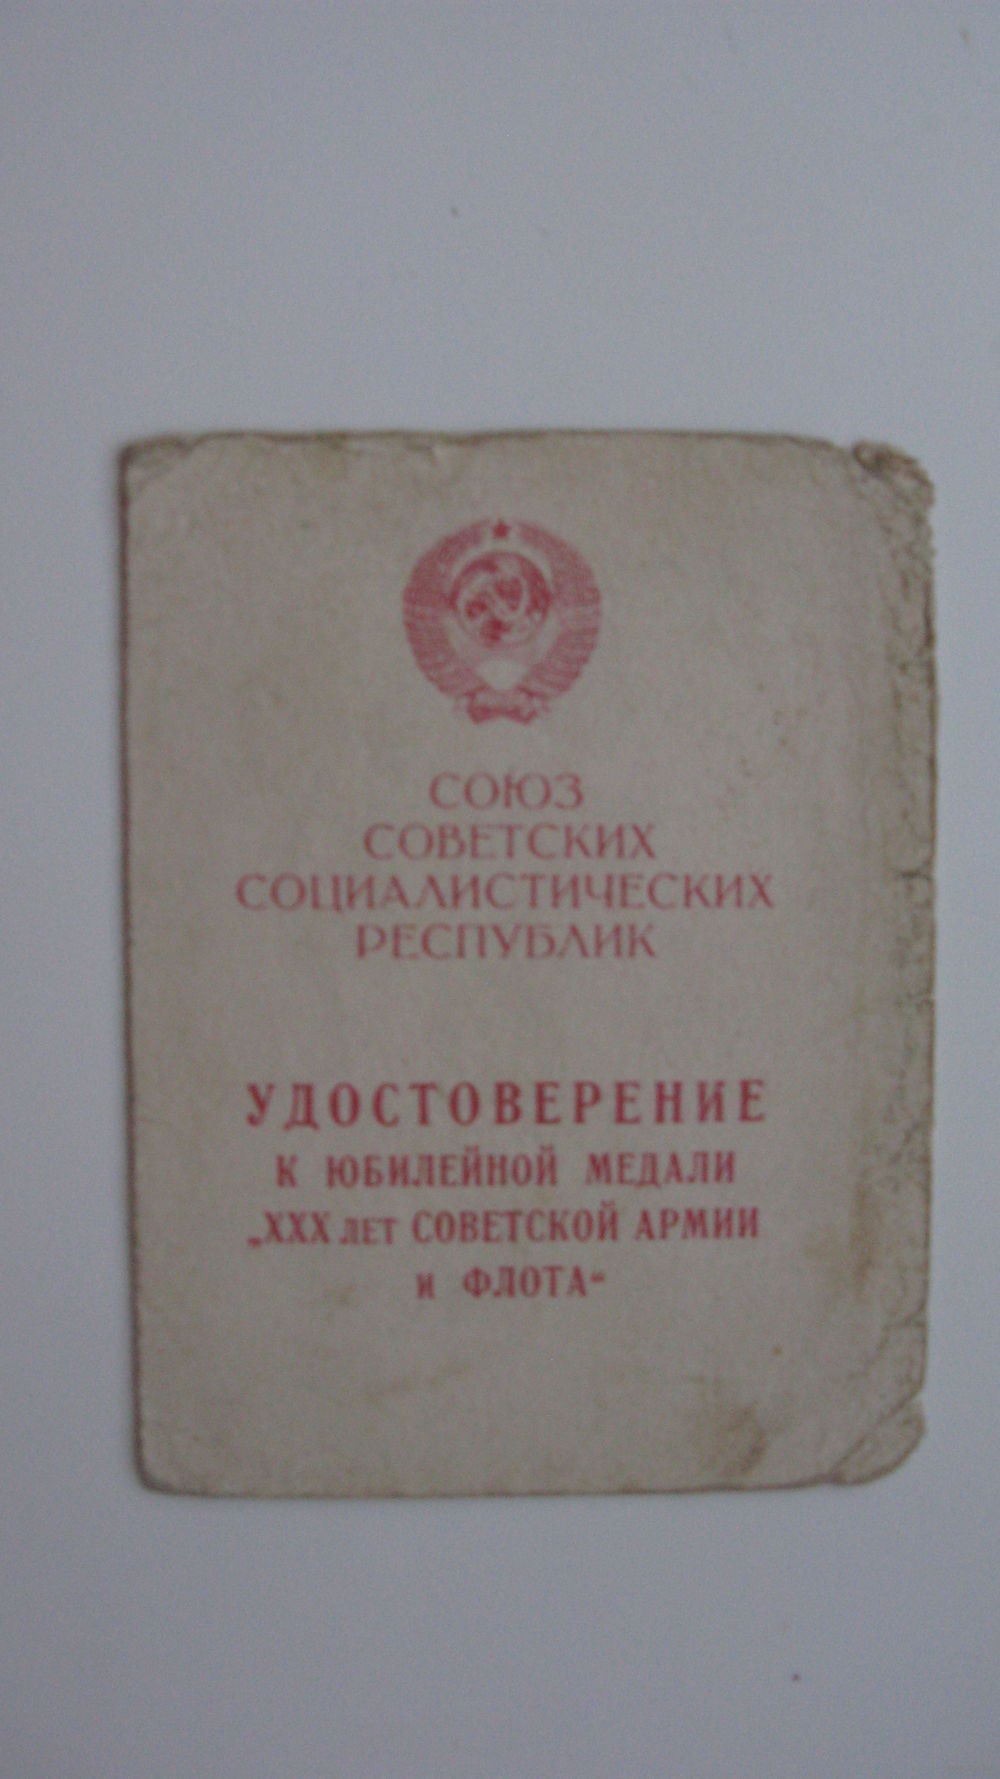 СОЮЗ
СОВЕТСКИХ
СОЦИАЛИСТИЧЕСКИХ
РЕСПУБЛИК
УДОСТОВЕРЕНИЕ
К ЮБИЛЕЙНОЙ МЕДАЛИ
„XXX ЛЕТ СОВЕТСКОЙ АРМИИ
И ФЛОТА“